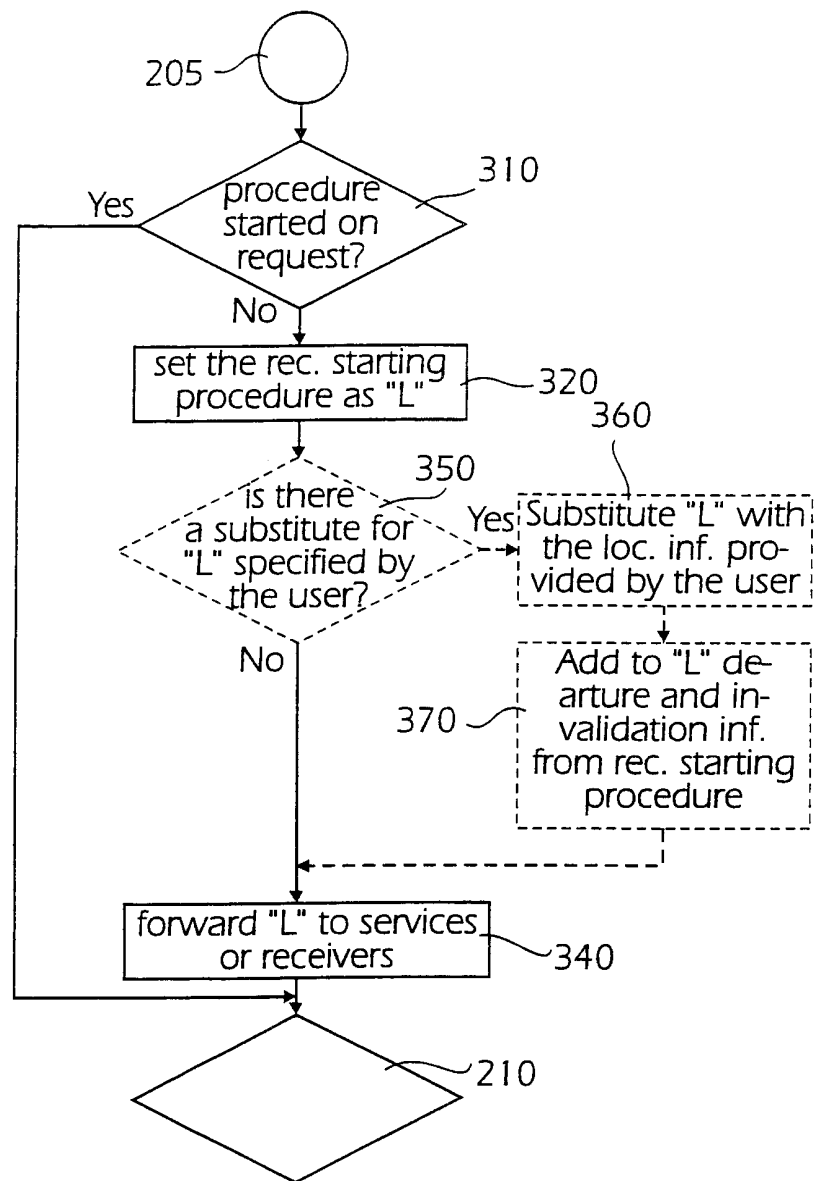 205
procedure
started on
request?
310
Yes
No
set the rec. starting
procedure as "L"
320
is there
a substitute for
"L" specified by
the user?
350
Yes
No
360
Substitute "L" with
the loc. inf. pro-
vided by the user
Add to "L" de-
arture and in-
validation inf.
from rec. starting
procedure
370
forward "L" to services
or receivers
340
210